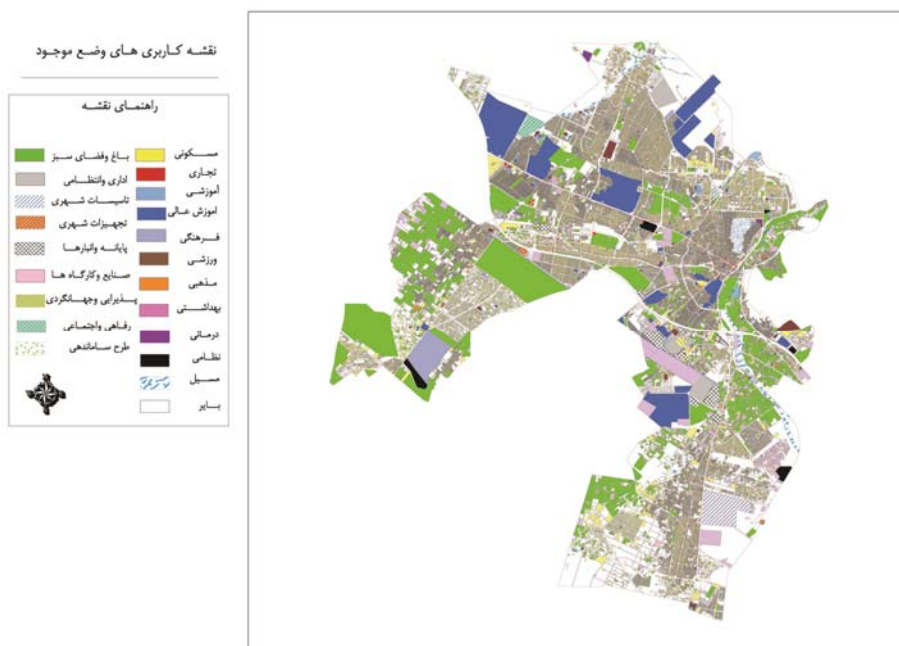 نقشه کاربری های وضع موجود
راهنمای نقشه
مسکونی
تجاری
آموزشی
اموزش عالی
فرهنگی
ورزشی
مذهبی
بهداشتی
درمانی
نظامی
مسیل
بایر
باغ وفضای سبز
اداری وانتظامی
تاسیسات شهری
تجهیزات شهری
پایانه وانبارها
صنایع وکارگاه ها
پذیرایی وجهانگردی
رفاهی واجتماعی
طرح ساماندهی